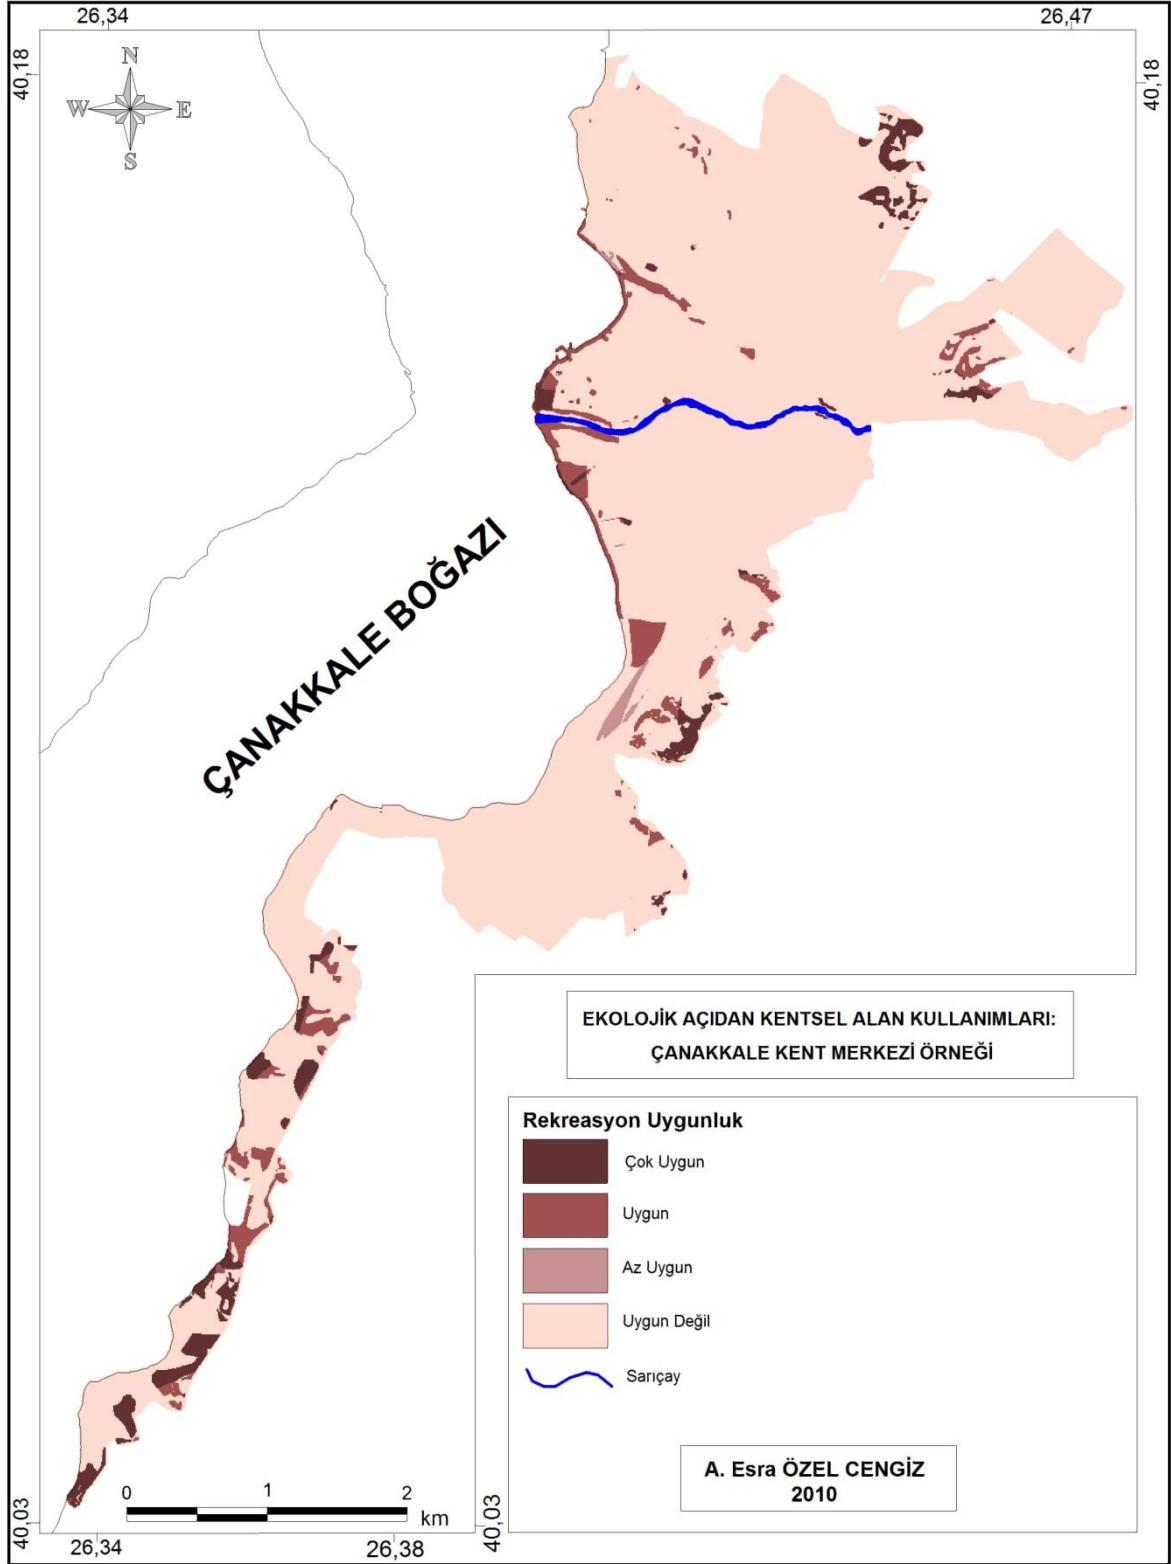 26,34
26,47
40,18
40,18
N
W
E
S
ÇANAKKALE BOĞAZI
EKOLOJİK AÇIDAN KENTSEL ALAN KULLANIMLARI:
ÇANAKKALE KENT MERKEZİ ÖRNEĞİ
Rekreasyon Uygunluk
Çok Uygun
Uygun
Az Uygun
Uygun Değil
Sarıçay
A. Esra ÖZEL CENGİZ
2010
0
1
2
km
40,03
40,03
26,34
26,38